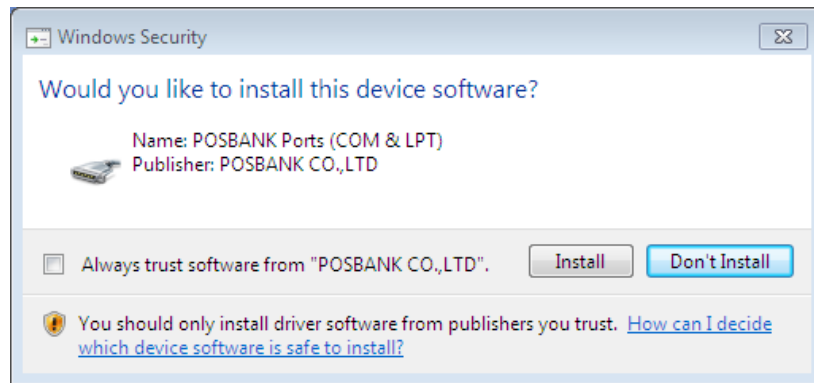 Windows Security
Would you like to install this device software?
Name: POSBANK Ports (COM & LPT)
Publisher: POSBANK CO.,LTD
Always trust software from "POSBANK CO.,LTD".
Install
Don't Install
You should only install driver software from publishers you trust. How can I decide
which device software is safe to install?